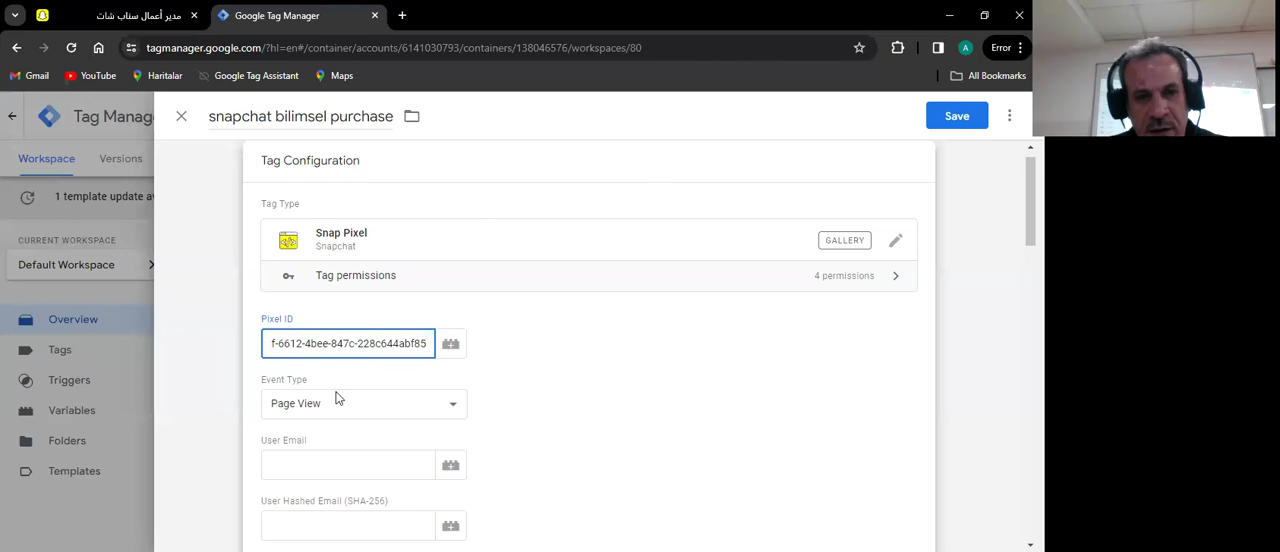 مدير أعمال سناب شات
Google Tag Manager
tagmanager.google.com/?hl=en#/container/accounts/6141030793/containers/138046576/workspaces/80
A
Error
Gmail
YouTube
Haritalar
Google Tag Assistant
Maps
All Bookmarks
Tag Manag
snapchat bilimsel purchase
Save
Workspace
Versions
Tag Configuration
1 template update av
Tag Type
CURRENT WORKSPACE
Default Workspace
Snap Pixel
Snapchat
GALLERY
Tag permissions
4 permissions
Overview
Tags
Triggers
Variables
Folders
Templates
Pixel ID
f-6612-4bee-847c-228c644abf85
Event Type
Page View
User Email
User Hashed Email (SHA-256)